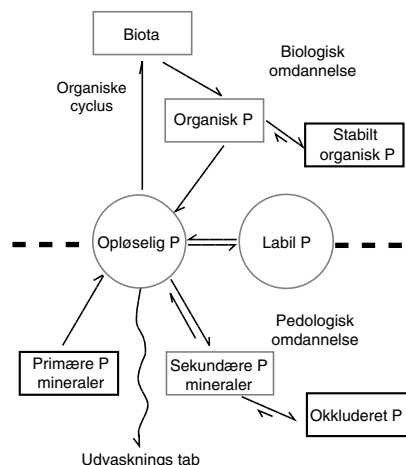 Biota
Biologisk
omdannelse
Organiske
cyclus
Organisk P
Stabilt
organisk P
Opløselig P
Labil P
Pedologisk
omdannelse
Primære P
mineraler
Sekundære P
mineraler
Okkluderet P
Udvasknings tab